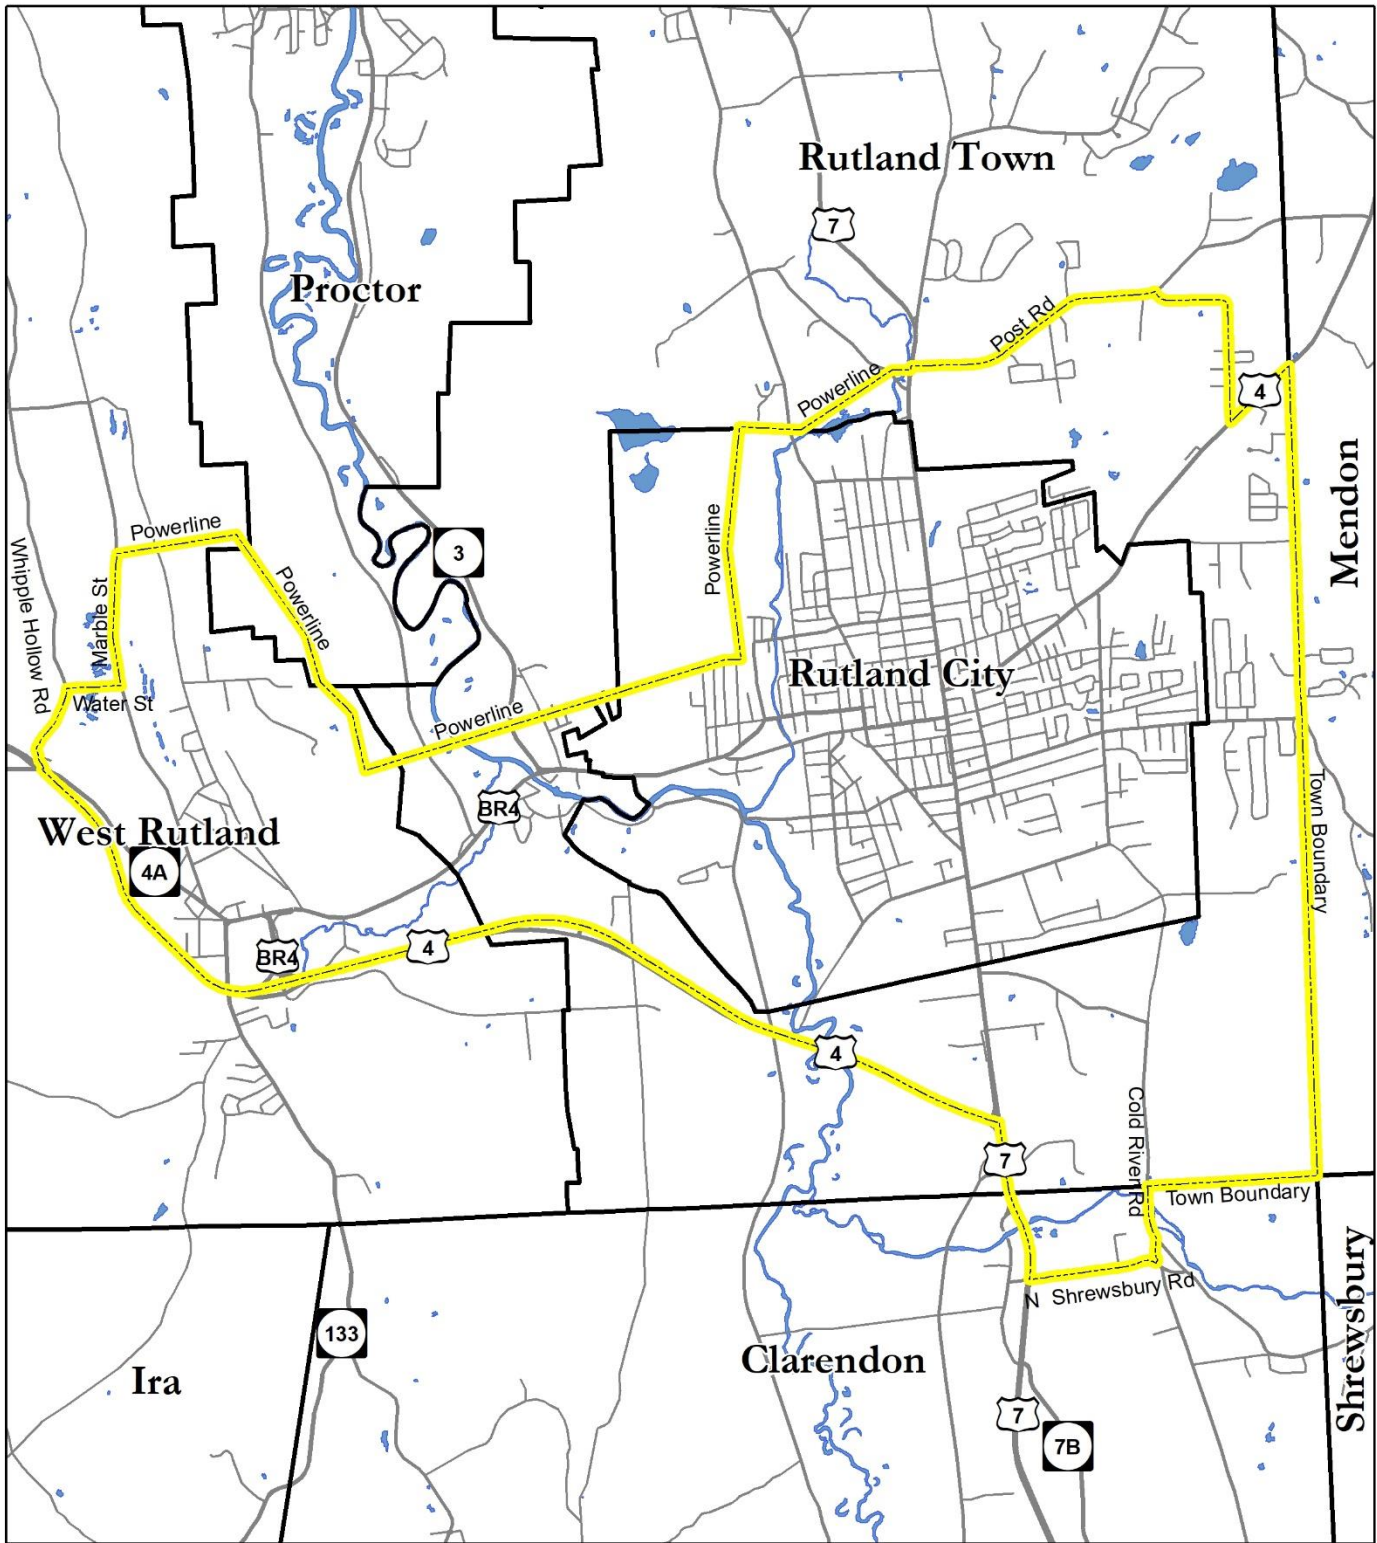 Rutland Town
7
Proctor
Post Rd
Powerline
4
Mendon
Powerline
Powerline
3
Whipple Hollow Rd
Marble St
Powerline
Rutland City
Water St
Powerline
BR4
Town Boundary
West Rutland
4A
4
BR4
4
Cold River Rd
7
Town Boundary
N Shrewsbury Rd
Shrewsbury
133
Clarendon
Ira
7
7B